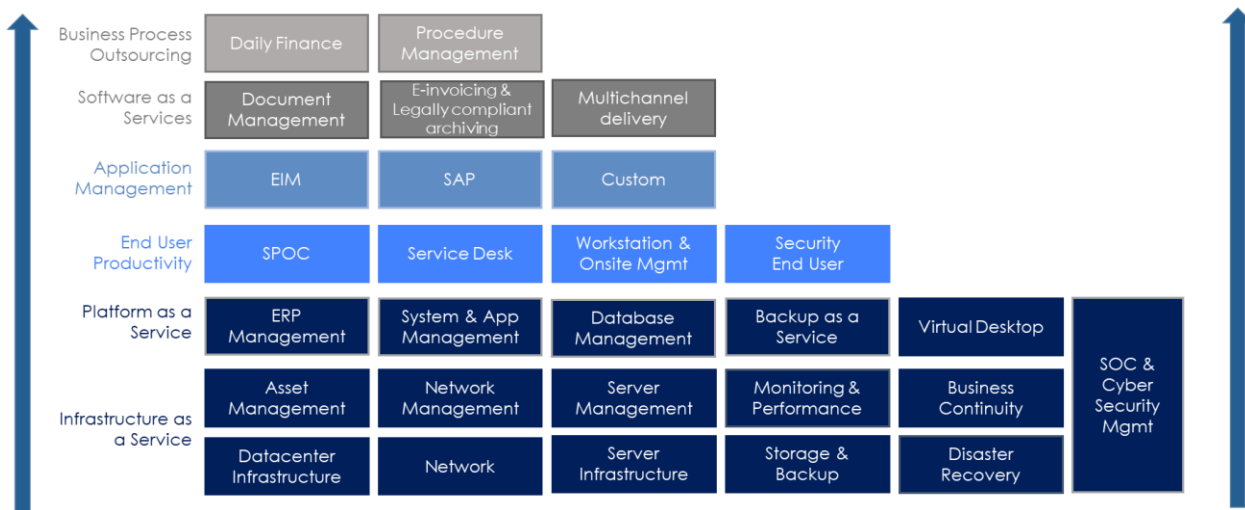 Business Process
Outsourcing
Daily Finance
Procedure
Management
Software as a
Services
Document
Management
E-invoicing &
Legally compliant
archiving
Multichannel
delivery
Application
Management
EIM
SAP
Custom
End User
Productivity
SPOC
Service Desk
Workstation &
Onsite Mgmt
Security
End User
Platform as a
Service
ERP
Management
System & App
Management
Database
Management
Backup as a
Service
Virtual Desktop
SOC &
Cyber
Security
Mgmt
Infrastructure as
a Service
Asset
Management
Network
Management
Server
Management
Monitoring &
Performance
Business
Continuity
Datacenter
Infrastructure
Network
Server
Infrastructure
Storage &
Backup
Disaster
Recovery